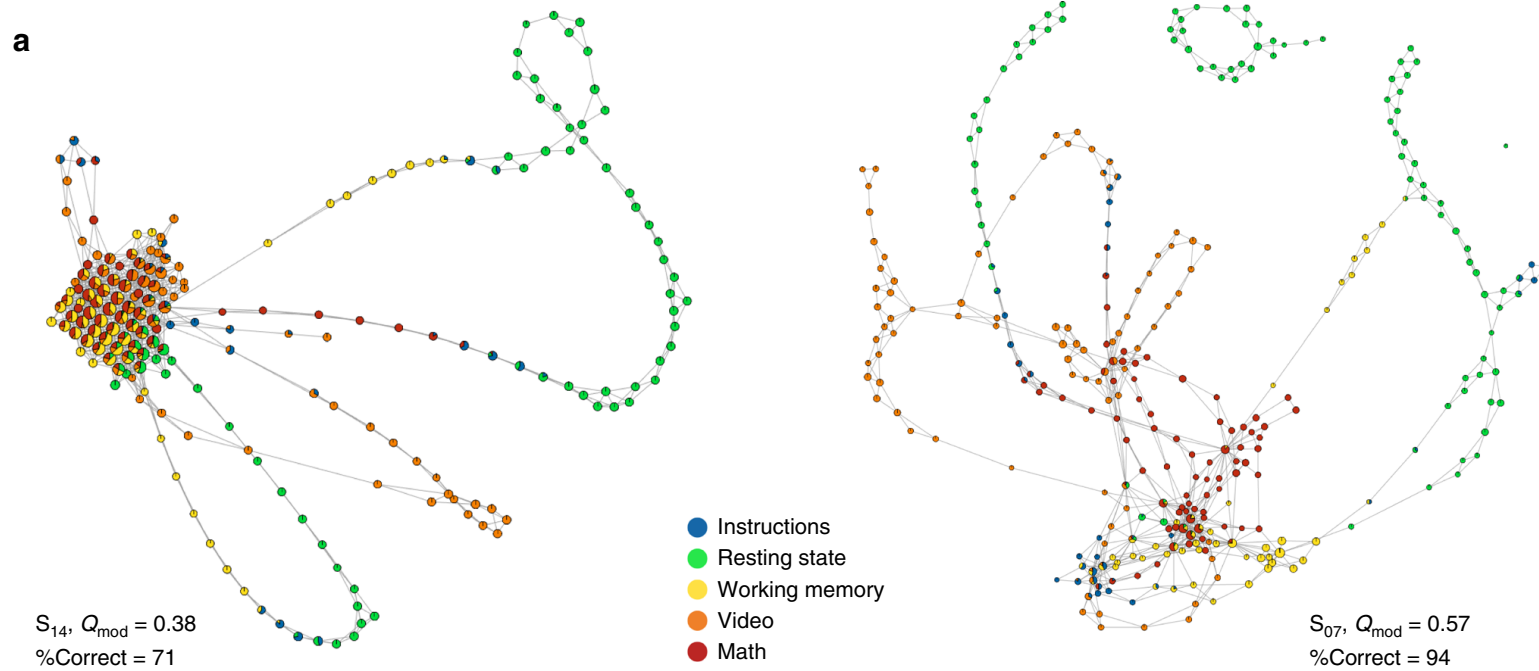 a
Instructions
Resting state
Working memory
Video
Math
S14, Qmod = 0.38
%Correct = 71
S07, Qmod = 0.57
%Correct = 94